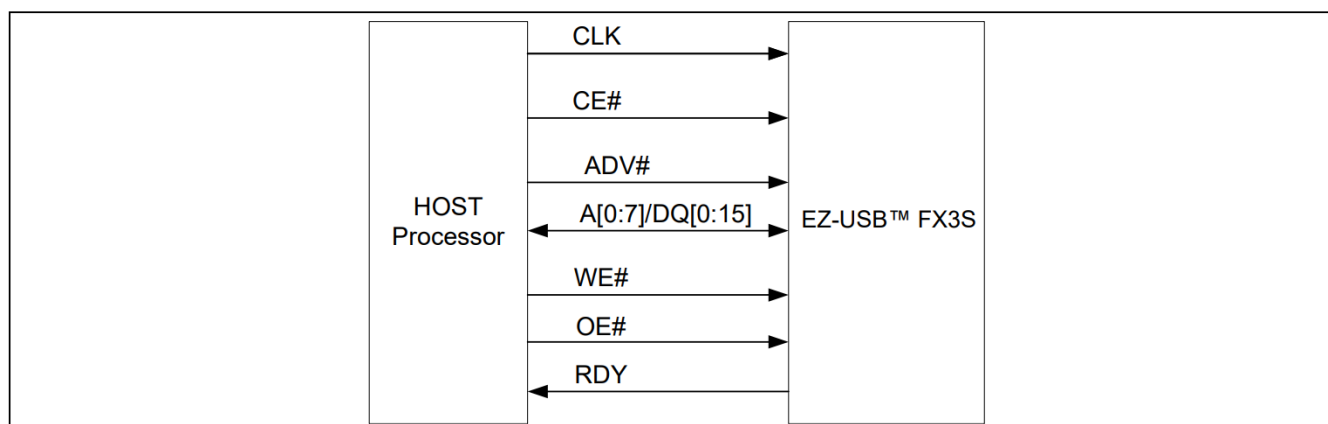 CLK
CE#
ADV#
HOST
Processor
A[0:7]/DQ[0:15]
EZ-USB™ FX3S
WE#
OE#
RDY